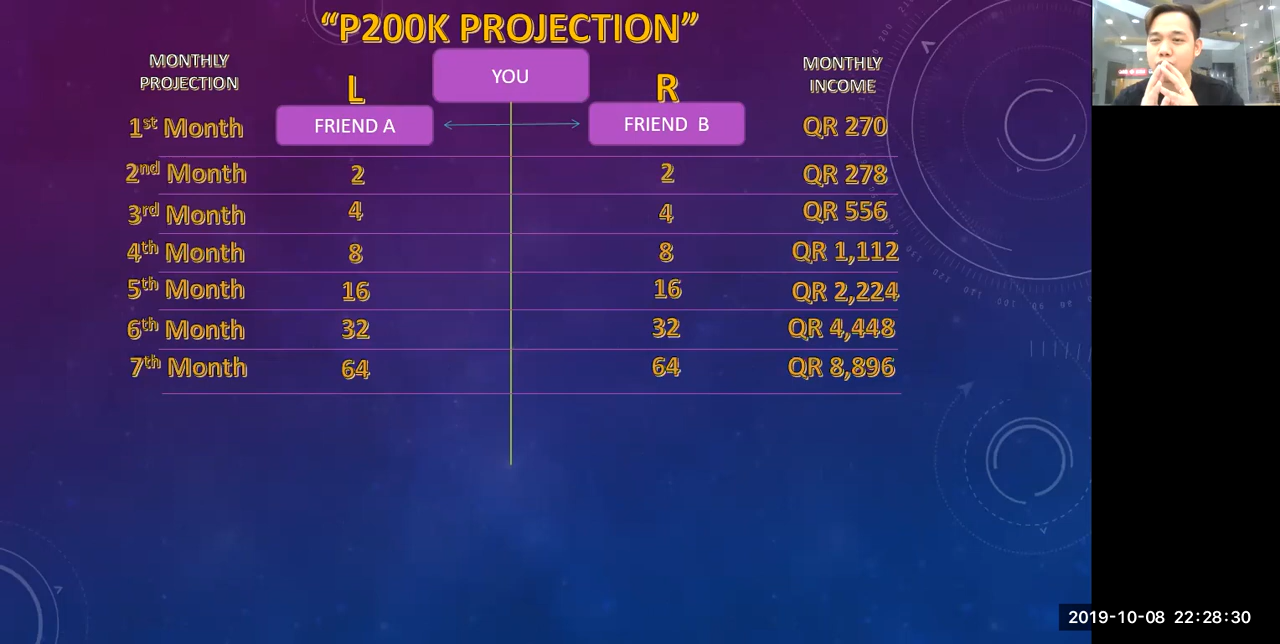 “P200K PROJECTION”
MONTHLY PROJECTION
L
YOU
R
MONTHLY INCOME
1st Month FRIEND A FRIEND B QR 270
2nd Month 2 2 QR 278
3rd Month 4 4 QR 556
4th Month 8 8 QR 1,112
5th Month 16 16 QR 2,224
6th Month 32 32 QR 4,448
7th Month 64 64 QR 8,896
2019-10-08 22:28:30